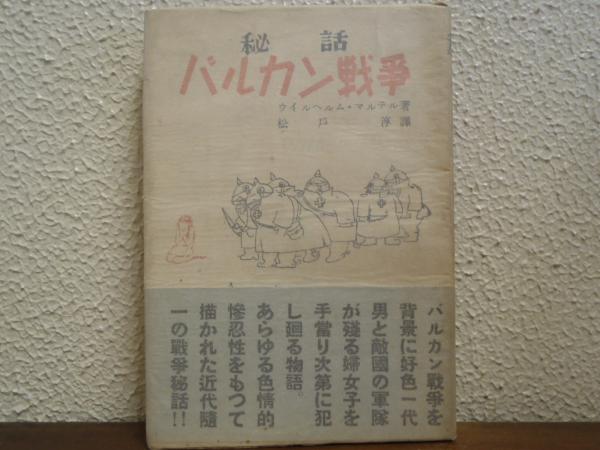 秘話
バルカン戦爭
ウイルヘルム・マルテル著
松戸淳譯
バルカン戦爭を
背景に好色一代
男と敵國の軍隊
が殘る婦女子を
手當り次第に犯
し廻る物語。
あらゆる色情的
慘忍性をもつて
描かれた近代隨
一の戰爭秘話!!